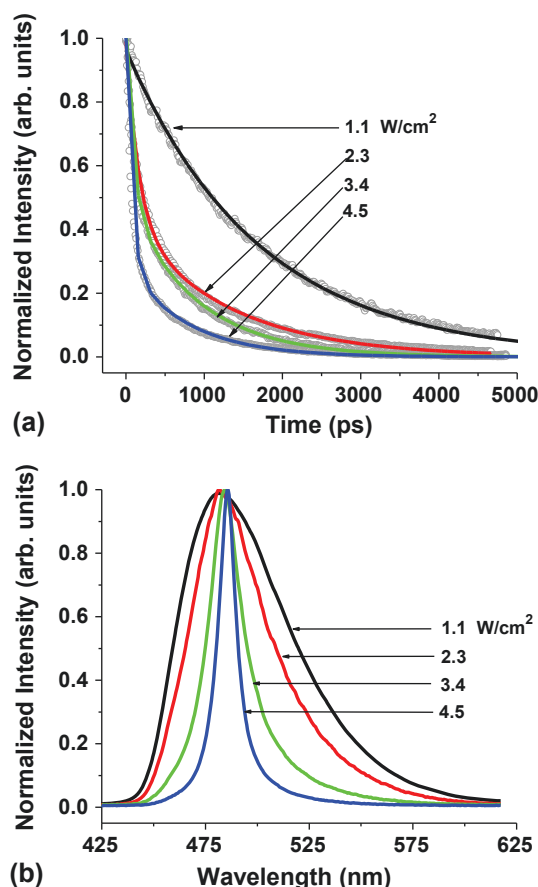 Normalized Intensity (arb. units)
1.0
0.8
0.6
0.4
0.2
0.0
1.1 W/cm²
2.3
3.4
4.5
0 1000 2000 3000 4000 5000
Time (ps)
(a)
Normalized Intensity (arb. units)
1.0
0.8
0.6
0.4
0.2
0.0
1.1 W/cm²
2.3
3.4
4.5
425 475 525 575 625
Wavelength (nm)
(b)